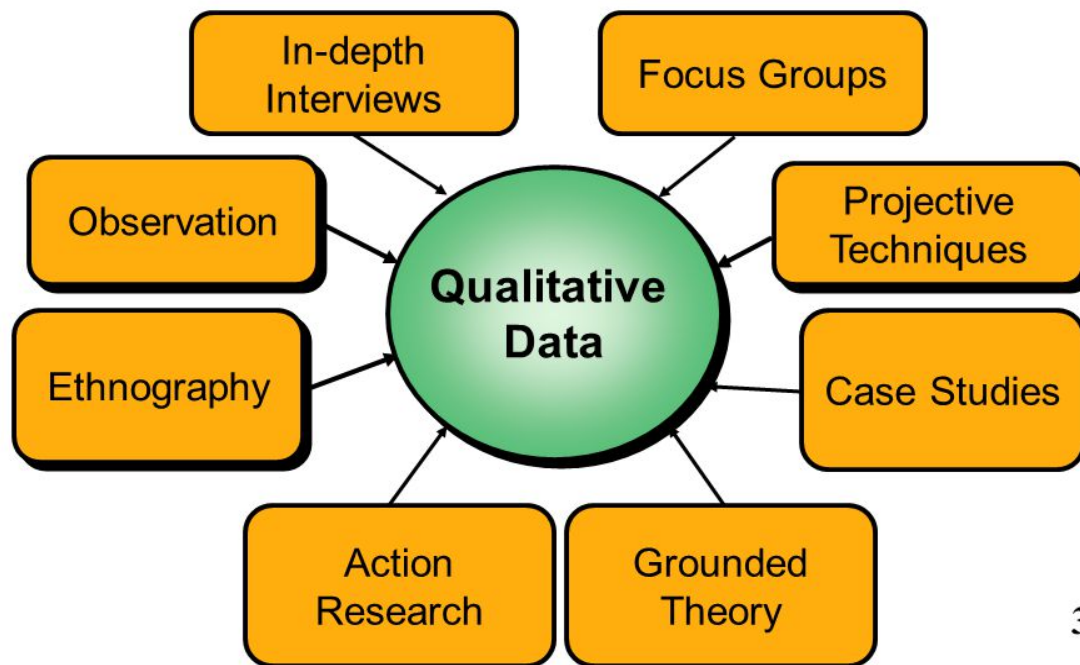 In-depth
Interviews
Focus Groups
Observation
Projective
Techniques
Qualitative
Data
Ethnography
Case Studies
Action
Research
Grounded
Theory